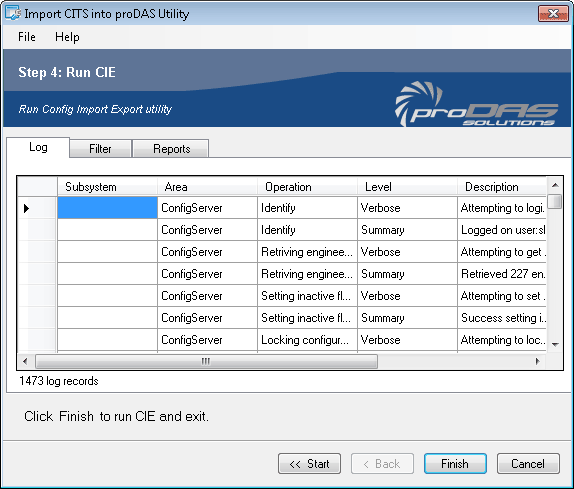 Import CITS into proDAS Utility
File Help
Step 4: Run CIE
Run Config Import Export utility
proDAS
SOLUTIONS
Log Filter Reports
Subsystem Area Operation Level Description
ConfigServer Identify Verbose Attempting to logi...
ConfigServer Identify Summary Logged on user:sl
ConfigServer Retriving enginee... Verbose Attempting to get .
ConfigServer Retriving enginee... Summary Retrieved 227 en.
ConfigServer Setting inactive fl... Verbose Attempting to set .
ConfigServer Setting inactive fl... Summary Success setting i...
ConfigServer Locking configur... Verbose Attempting to loc...
1473 log records
Click Finish to run CIE and exit.
<< Start < Back Finish Cancel